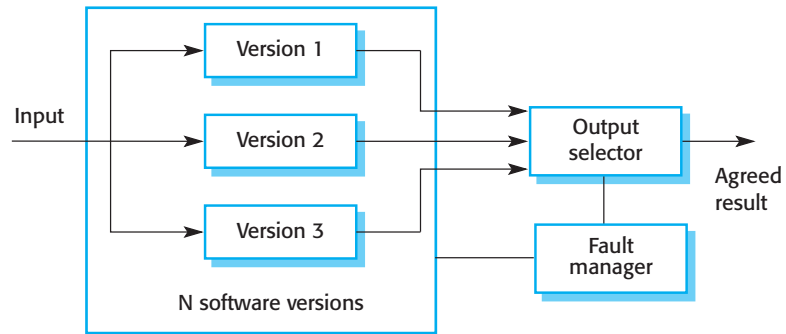 Version 1
Input
Version 2
Output
selector
Agreed
result
Version 3
Fault
manager
N software versions